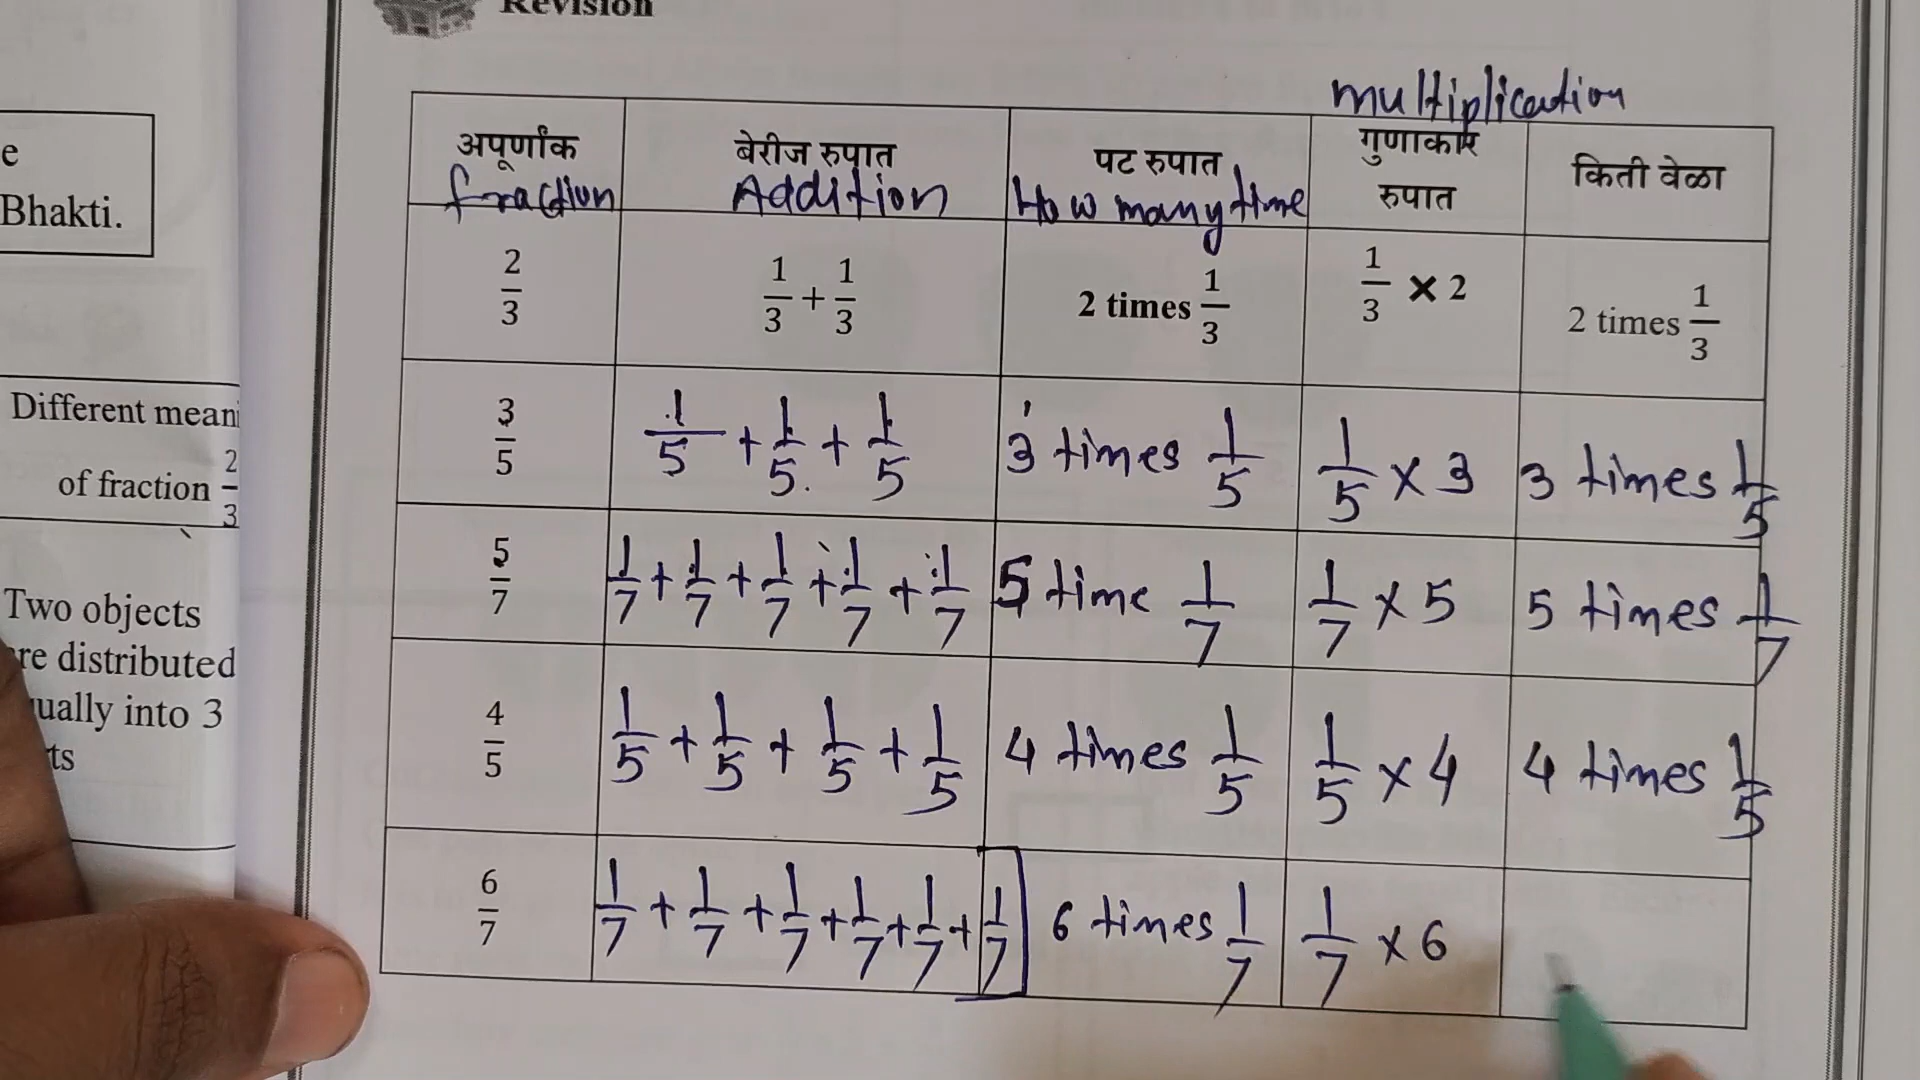 Revision
multiplication
अपूर्णांक बेरीज रुपात पट रुपात गुणाकार रुपात किती वेळा
fraction Addition How many time
2/3 1/3 + 1/3 2 times 1/3 1/3 × 2 2 times 1/3
3/5 1/5 + 1/5 + 1/5 3 times 1/5 1/5 × 3 3 times 1/5
5/7 1/7 + 1/7 + 1/7 + 1/7 + 1/7 5 time 1/7 1/7 × 5 5 times 1/7
4/5 1/5 + 1/5 + 1/5 + 1/5 4 times 1/5 1/5 × 4 4 times 1/5
6/7 1/7 + 1/7 + 1/7 + 1/7 + 1/7 + 1/7 6 times 1/7 1/7 × 6
e
Bhakti.
Different mean
of fraction 2/3
Two objects
re distributed
ually into 3
ts